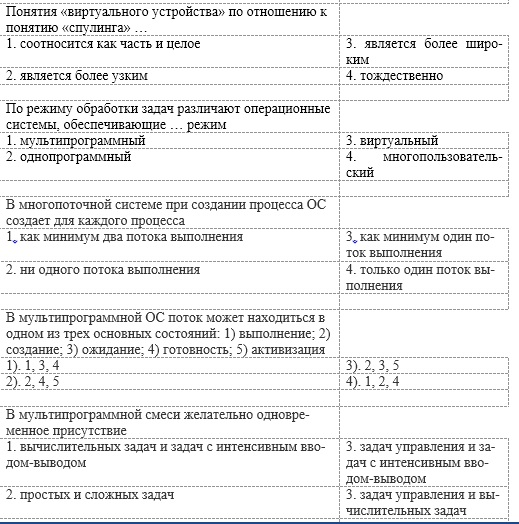 Понятия «виртуального устройства» по отношению к
понятию «спулинга» …
1. соотносится как часть и целое
3. является более широ-
ким
2. является более узким
4. тождественно
По режиму обработки задач различают операционные
системы, обеспечивающие … режим
1. мультипрограммный
3. виртуальный
2. однопрограммный
4. многопользователь-
ский
В многопоточной системе при создании процесса ОС
создает для каждого процесса
1. как минимум два потока выполнения
3. как минимум один по-
ток выполнения
2. ни одного потока выполнения
4. только один поток вы-
полнения
В мультипрограммной ОС поток может находиться в
одном из трех основных состояний: 1) выполнение; 2)
создание; 3) ожидание; 4) готовность; 5) активизация
1). 1, 3, 4
3). 2, 3, 5
2). 2, 4, 5
4). 1, 2, 4
В мультипрограммной смеси желательно одновре-
менное присутствие
1. вычислительных задач и задач с интенсивным вво-
дом-выводом
3. задач управления и за-
дач с интенсивным вво-
дом-выводом
2. простых и сложных задач
3. задач управления и вы-
числительных задач